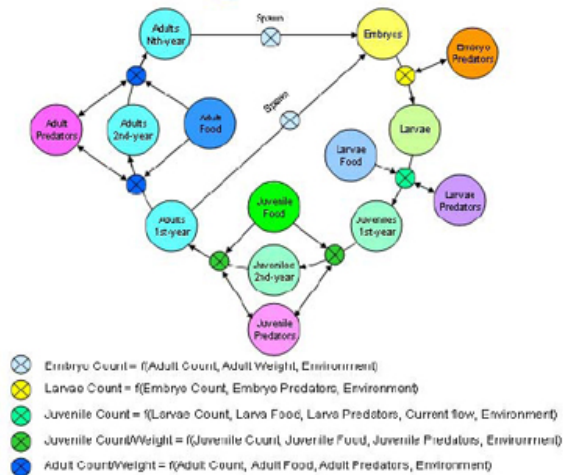 Adults
Nth-year
Spawn
Embryos
Embryo
Predators
Adult
Predators
Adults
2nd-year
Adult
Food
Spawn
Larvae
Larvae
Food
Larvae
Predators
Adults
1st-year
Juvenile
Food
Juveniles
1st-year
Juveniles
2nd-year
Juvenile
Predators
Embryo Count = f(Adult Count, Adult Weight, Environment)
Larvae Count = f(Embryo Count, Embryo Predators, Environment)
Juvenile Count = f(Larvae Count, Larva Food, Larva Predators, Current flow, Environment)
Juvenile Count/Weight = f(Juvenile Count, Juvenile Food, Juvenile Predators, Environment)
Adult Count/Weight = f(Adult Count, Adult Food, Adult Predators, Environment)